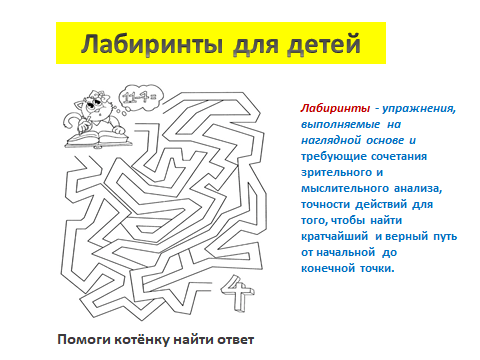 Лабиринты для детей
11-7=
Лабиринты - упражнения,
выполняемые на
наглядной основе и
требующие сочетания
зрительного и
мыслительного анализа,
точности действий для
того, чтобы найти
кратчайший и верный путь
от начальной до
конечной точки.
4
Помоги котёнку найти ответ